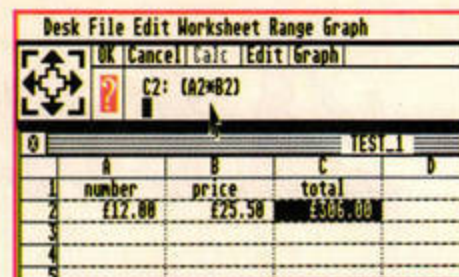 Desk File Edit Worksheet Range Graph
OK Cancel Calc Edit Graph
? C2: (A2*B2)
TEST_1
A B C D
1 number price total
2 £12.00 £25.50 £306.00
3
4
5